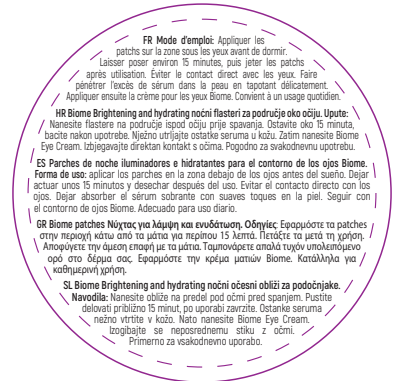 FR Mode d'emploi: Appliquer les
patchs sur la zone sous les yeux avant de dormir.
Laisser poser environ 15 minutes, puis jeter les patchs
après utilisation. Éviter le contact direct avec les yeux. Faire
pénétrer l'excès de sérum dans la peau en tapotant délicatement.
Appliquer ensuite la crème pour les yeux Biome. Convient à un usage quotidien.
HR Biome Brightening and hydrating noćni flasteri za područje oko očiju. Upute:
Nanesite flastere na područje ispod očiju prije spavanja. Ostavite oko 15 minuta,
bacite nakon upotrebe. Nježno utrljajte ostatke seruma u kožu. Zatim nanesite Biome
Eye Cream. Izbjegavajte direktan kontakt s očima. Pogodno za svakodnevnu upotrebu.
ES Parches de noche iluminadores e hidratantes para el contorno de los ojos Biome.
Forma de uso: aplicar los parches en la zona debajo de los ojos antes del sueño. Dejar
actuar unos 15 minutos y desechar después del uso. Evitar el contacto directo con los
ojos. Dejar absorber el sérum sobrante con suaves toques en la piel. Seguir con
el contorno de ojos Biome. Adecuado para uso diario.
GR Biome patches Νύχτας για λάμψη και ενυδάτωση. Οδηγίες: Εφαρμόστε τα patches
στην περιοχή κάτω από τα μάτια για περίπου 15 λεπτά. Πετάξτε τα μετά τη χρήση.
Αποφύγετε την άμεση επαφή με τα μάτια. Ταμπονάρετε απαλά τυχόν υπολειπόμενο
ορό στο δέρμα σας. Εφαρμόστε την κρέμα ματιών Biome. Κατάλληλα για
καθημερινή χρήση.
SL Biome Brightening and hydrating nočni očesni obliži za podočnjake.
Navodila: Nanesite obliže na predel pod očmi pred spanjem. Pustite
delovati približno 15 minut, po uporabi zavrzite. Ostanke seruma
nežno vtrite v kožo. Nato nanesite Biome Eye Cream.
Izogibajte se neposrednemu stiku z očmi.
Primerno za vsakodnevno uporabo.